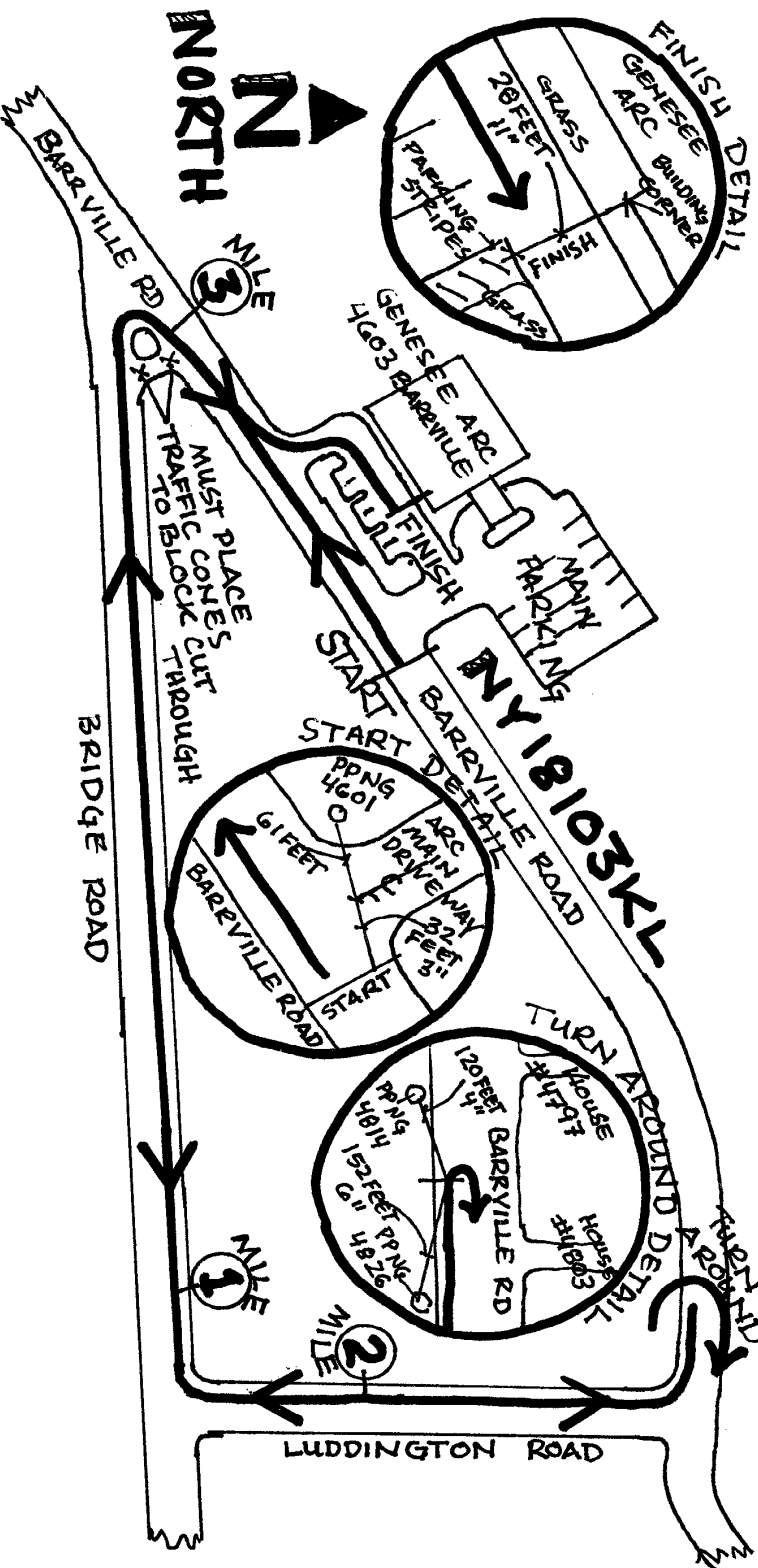 FINISH DETAIL
GENESEE
ARC
BUILDING
CORNER
GRASS
28 FEET
11"
FINISH
PARKING
STRIPES
GRASS
N
NORTH
BARRVILLE RD
MILE
3
GENESEE ARC
4603 BARRVILLE
FINISH
MAIN
PARKING
MUST PLACE
TRAFFIC CONES
TO BLOCK CUT
THROUGH
START
NY18103KL
BARRVILLE ROAD
BRIDGE ROAD
START DETAIL
PPNG
4601
61 FEET
ARC
MAIN
DRIVEWAY
32
FEET
3"
START
BARRVILLE ROAD
TURN AROUND DETAIL
HOUSE
#4797
HOUSE
#4803
120 FEET
4"
PPNG
4814
BARRVILLE RD
152 FEET
6"
PPNG
4826
TURN
AROUND
MILE
1
MILE
2
LUDDINGTON ROAD